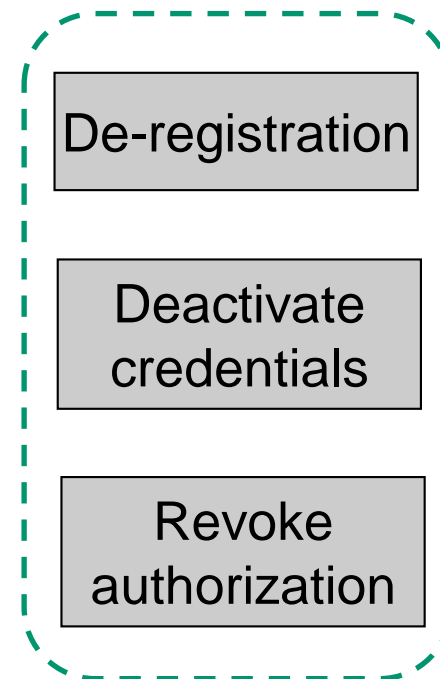 De-registration
Deactivate
credentials
Revoke
authorization